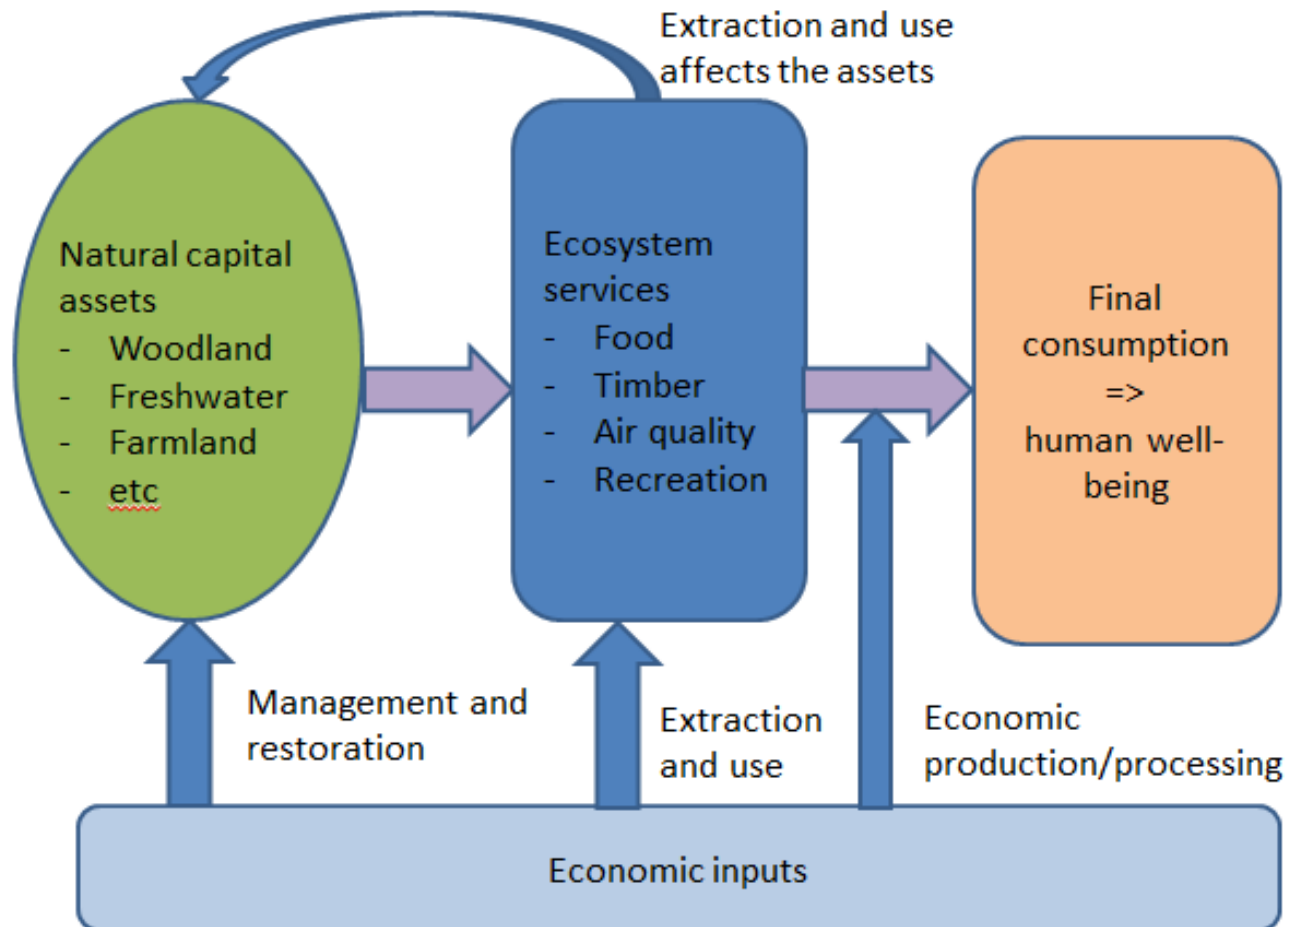 Extraction and use
affects the assets
Natural capital
assets
- Woodland
- Freshwater
- Farmland
- etc
Ecosystem
services
- Food
- Timber
- Air quality
- Recreation
Final
consumption
=>
human well-
being
Management and
restoration
Extraction
and use
Economic
production/processing
Economic inputs